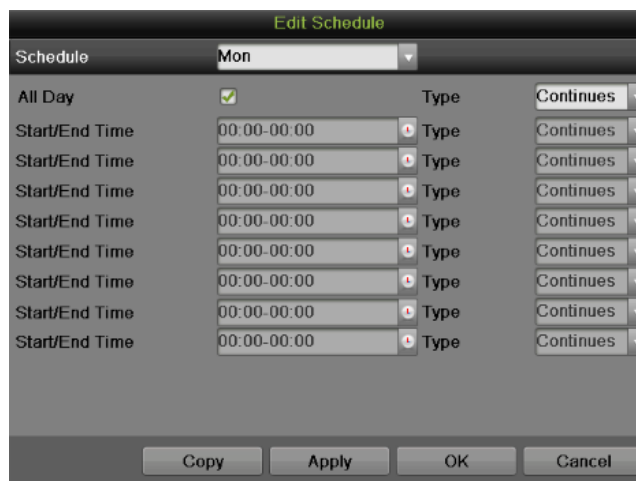 Edit Schedule
Schedule Mon
All Day Type Continues
Start/End Time 00:00-00:00 Type Continues
Start/End Time 00:00-00:00 Type Continues
Start/End Time 00:00-00:00 Type Continues
Start/End Time 00:00-00:00 Type Continues
Start/End Time 00:00-00:00 Type Continues
Start/End Time 00:00-00:00 Type Continues
Start/End Time 00:00-00:00 Type Continues
Start/End Time 00:00-00:00 Type Continues
Copy Apply OK Cancel